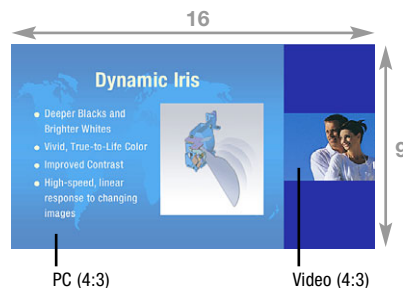 16
Dynamic Iris
Deeper Blacks and
Brighter Whites
Vivid, True-to-Life Color
Improved Contrast
High-speed, linear
response to changing
images
9
PC (4:3)
Video (4:3)